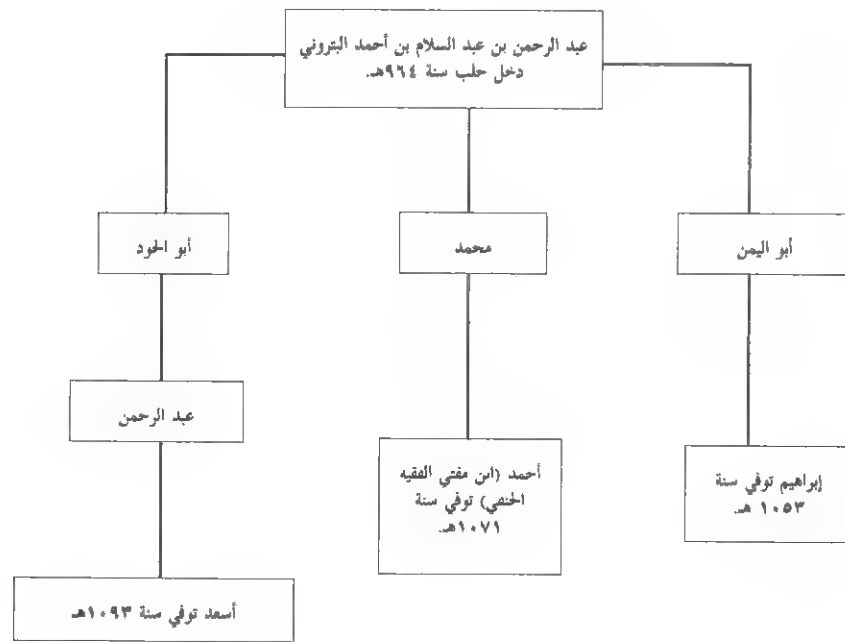 عبد الرحمن بن عبد السلام بن أحمد البتروني
دخل حلب سنة ٩٦٤هـ.
أبو اليمن
محمد
أبو الجود
عبد الرحمن
إبراهيم توفي سنة
١٠٥٣ هـ.
أحمد (ابن مفتي الفقيه
الحنفي) توفي سنة
١٠٧١هـ.
أسعد توفي سنة ١٠٩٣هـ